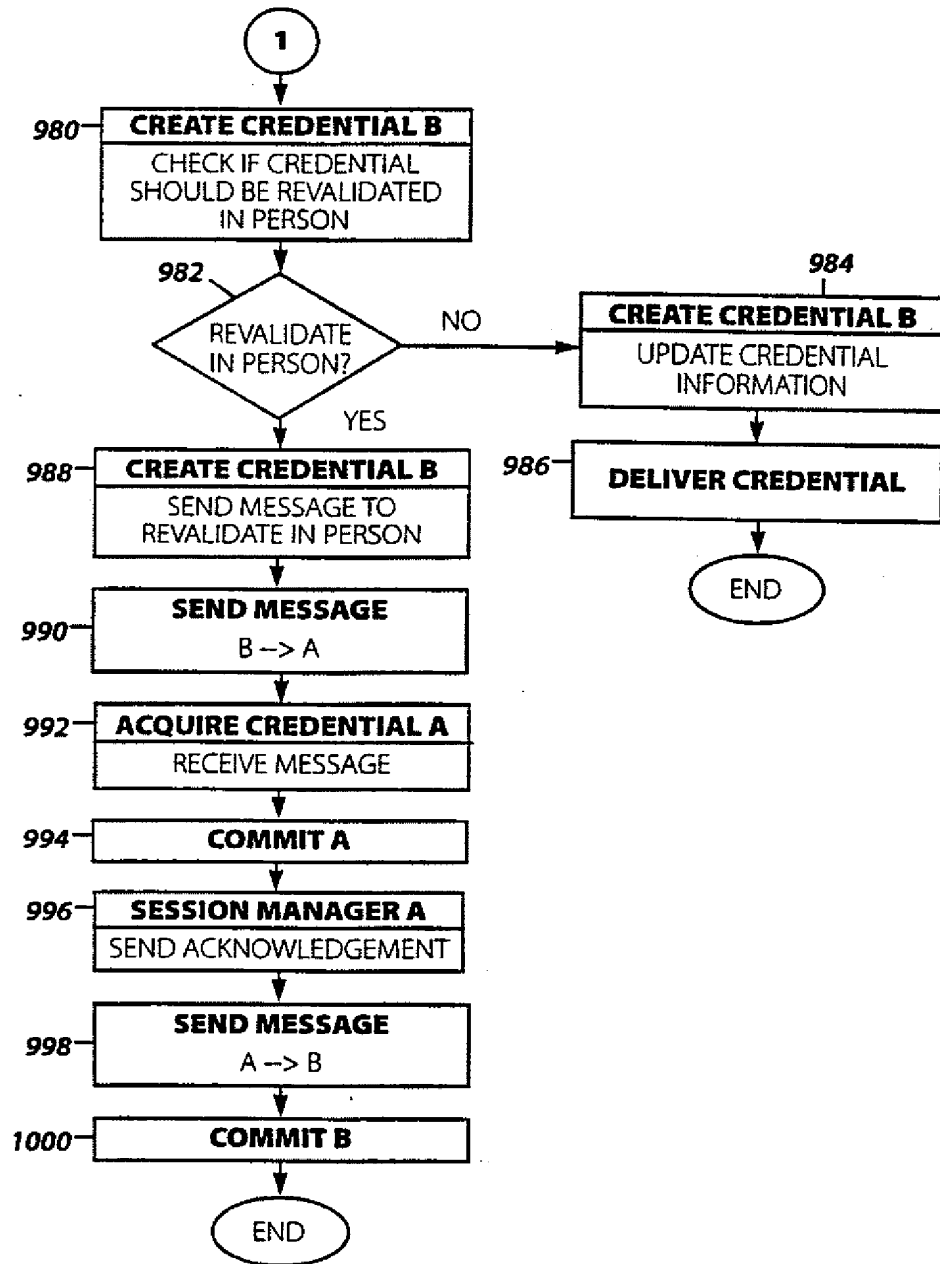 1
980
CREATE CREDENTIAL B
CHECK IF CREDENTIAL
SHOULD BE REVALIDATED
IN PERSON
982
REVALIDATE
IN PERSON?
NO
YES
984
CREATE CREDENTIAL B
UPDATE CREDENTIAL
INFORMATION
986
DELIVER CREDENTIAL
END
988
CREATE CREDENTIAL B
SEND MESSAGE TO
REVALIDATE IN PERSON
990
SEND MESSAGE
B --> A
992
ACQUIRE CREDENTIAL A
RECEIVE MESSAGE
994
COMMIT A
996
SESSION MANAGER A
SEND ACKNOWLEDGEMENT
998
SEND MESSAGE
A --> B
1000
COMMIT B
END